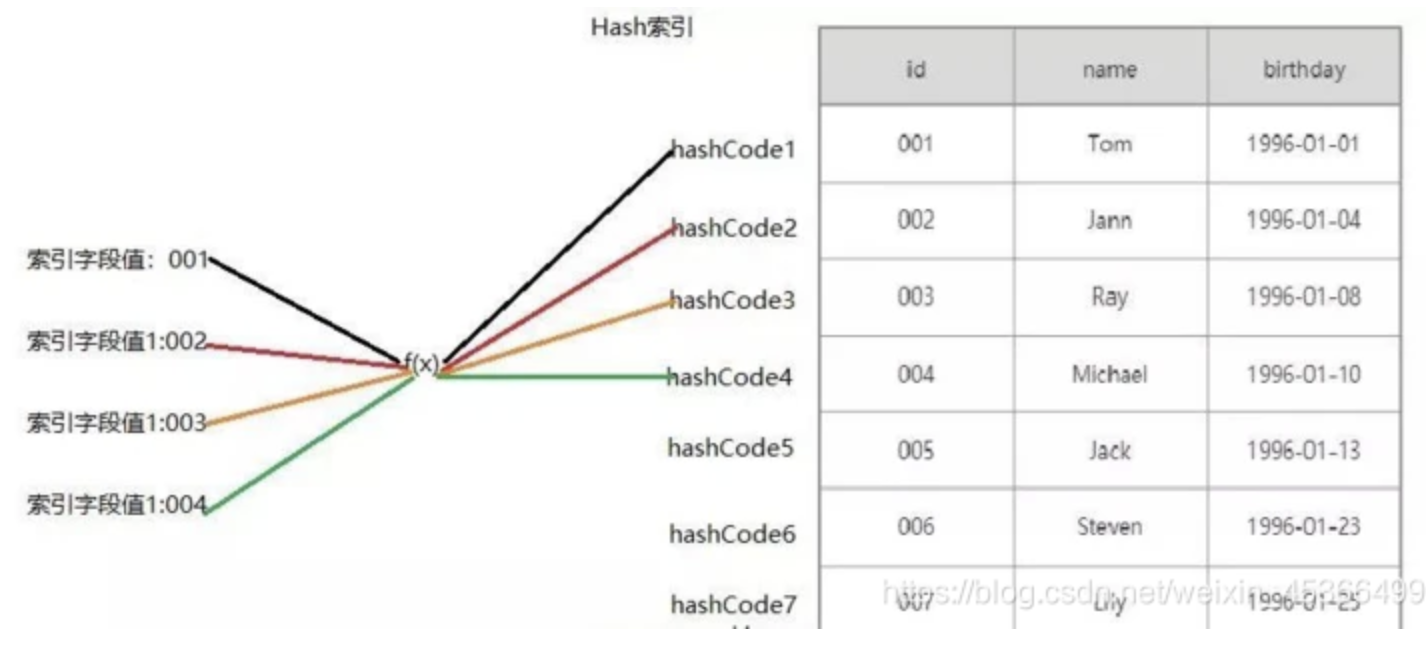 Hash索引
索引字段值：001
索引字段值1:002
索引字段值1:003
索引字段值1:004
f(x)
hashCode1
hashCode2
hashCode3
hashCode4
hashCode5
hashCode6
hashCode7
id name birthday
001 Tom 1996-01-01
002 Jann 1996-01-04
003 Ray 1996-01-08
004 Michael 1996-01-10
005 Jack 1996-01-13
006 Steven 1996-01-23
007 Lily 1996-01-25
https://blog.csdn.net/weixin_45366499